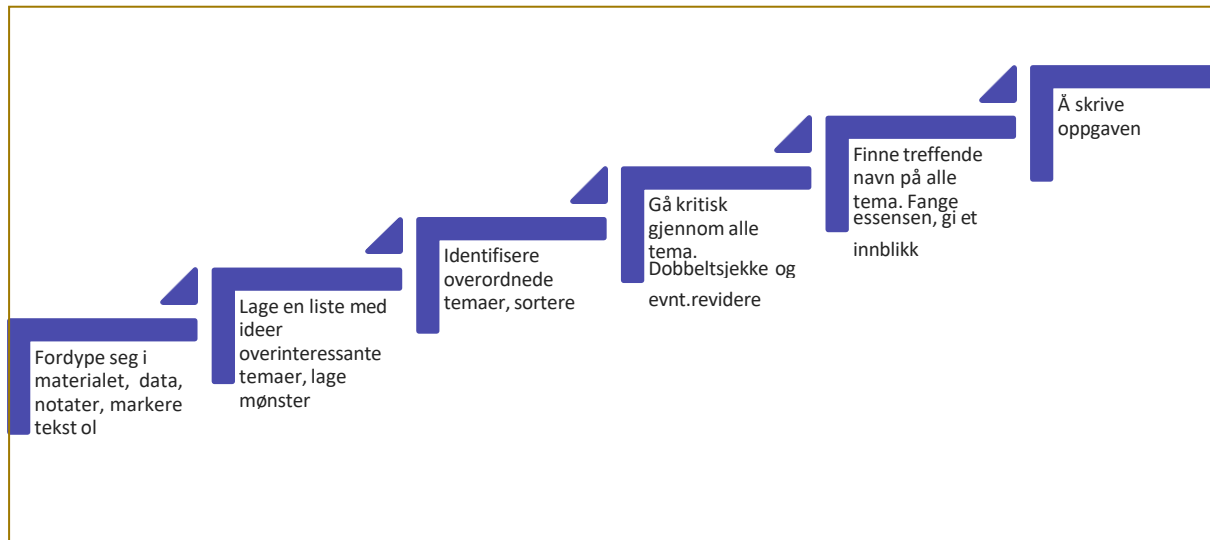 Fordype seg i
materialet, data,
notater, markere
tekst ol
Lage en liste med
ideer
overinteressante
temaer, lage
mønster
Identifisere
overordnede
temaer, sortere
Gå kritisk
gjennom alle
tema.
Dobbeltsjekke og
evnt.revidere
Finne treffende
navn på alle
tema. Fange
essensen, gi et
innblikk
Å skrive
oppgaven